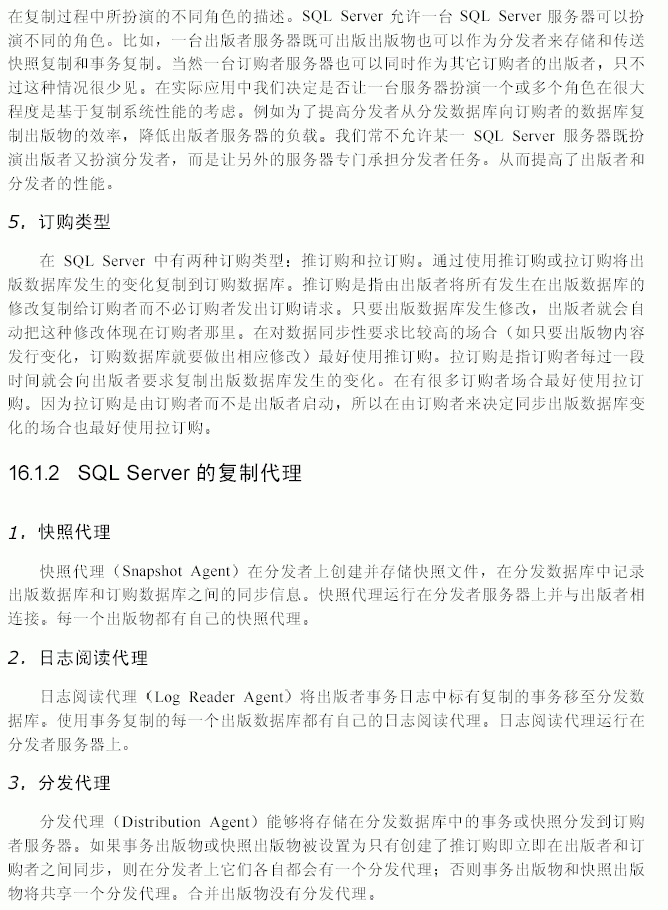 在复制过程中所扮演的不同角色的描述。SQL Server 允许一台 SQL Server 服务器可以扮
演不同的角色。比如，一台出版者服务器既可出版出版物也可以作为分发者来存储和传送
快照复制和事务复制。当然一台订购者服务器也可以同时作为其它订购者的出版者，只不
过这种情况很少见。在实际应用中我们决定是否让一台服务器扮演一个或多个角色在很大
程度是基于复制系统性能的考虑。例如为了提高分发者从分发数据库向订购者的数据库复
制出版物的效率，降低出版者服务器的负载。我们常不允许某一 SQL Server 服务器既扮
演出版者又扮演分发者，而是让另外的服务器专门承担分发者任务。从而提高了出版者和
分发者的性能。
5．订购类型
在 SQL Server 中有两种订购类型：推订购和拉订购。通过使用推订购或拉订购将出
版数据库发生的变化复制到订购数据库。推订购是指由出版者将所有发生在出版数据库的
修改复制给订购者而不必订购者发出订购请求。只要出版数据库发生修改，出版者就会自
动把这种修改体现在订购者那里。在对数据同步性要求比较高的场合（如只要出版物内容
发行变化，订购数据库就要做出相应修改）最好使用推订购。拉订购是指订购者每过一段
时间就会向出版者要求复制出版数据库发生的变化。在有很多订购者场合最好使用拉订
购。因为拉订购是由订购者而不是出版者启动，所以在由订购者来决定同步出版数据库变
化的场合也最好使用拉订购。
16.1.2 SQL Server 的复制代理
1．快照代理
快照代理（Snapshot Agent）在分发者上创建并存储快照文件，在分发数据库中记录
出版数据库和订购数据库之间的同步信息。快照代理运行在分发者服务器上并与出版者相
连接。每一个出版物都有自己的快照代理。
2．日志阅读代理
日志阅读代理（Log Reader Agent）将出版者事务日志中标有复制的事务移至分发数
据库。使用事务复制的每一个出版数据库都有自己的日志阅读代理。日志阅读代理运行在
分发者服务器上。
3．分发代理
分发代理（Distribution Agent）能够将存储在分发数据库中的事务或快照分发到订购
者服务器。如果事务出版物或快照出版物被设置为只有创建了推订购即立即在出版者和订
购者之间同步，则在分发者上它们各自都会有一个分发代理；否则事务出版物和快照出版
物将共享一个分发代理。合并出版物没有分发代理。